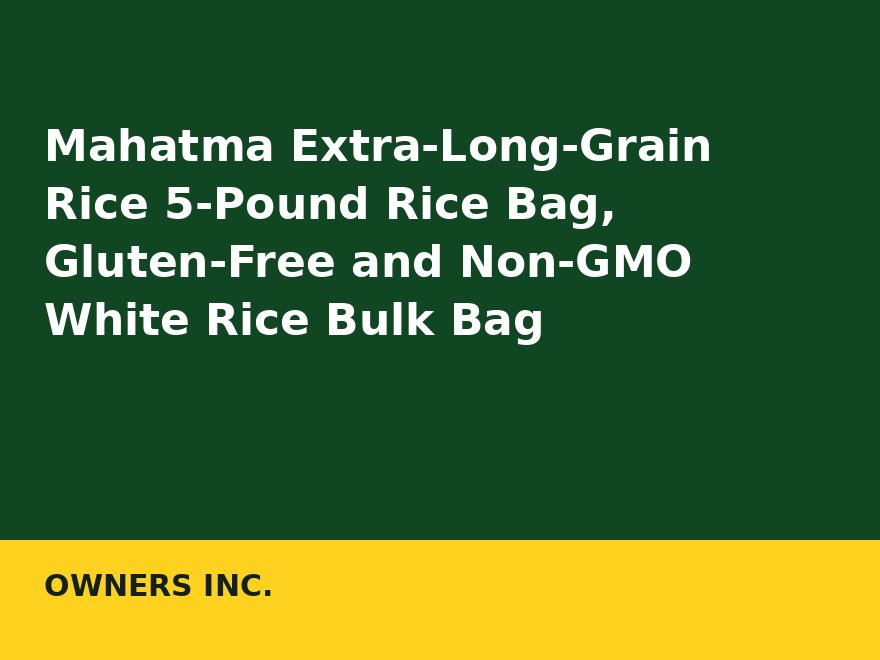 Mahatma Extra-Long-Grain
Rice 5-Pound Rice Bag,
Gluten-Free and Non-GMO
White Rice Bulk Bag
OWNERS INC.